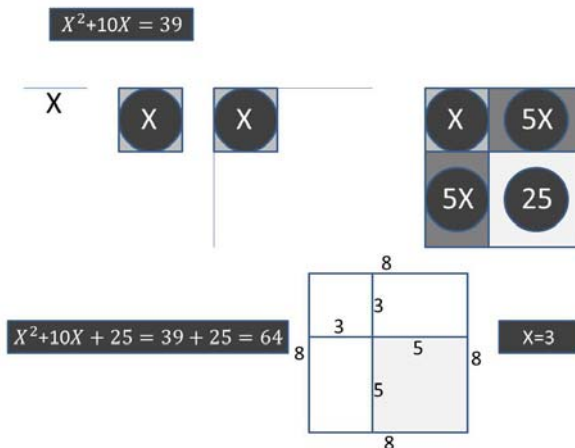 X²+10X = 39
X
X
X
X
5X
5X
25
8
3
3
X²+10X + 25 = 39 + 25 = 64
8
5
8
X=3
5
8